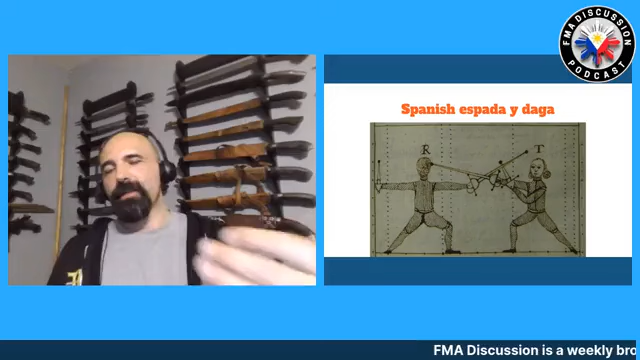 FMA DISCUSSION
PODCAST
Spanish espada y daga
R
T
FMA Discussion is a weekly bro